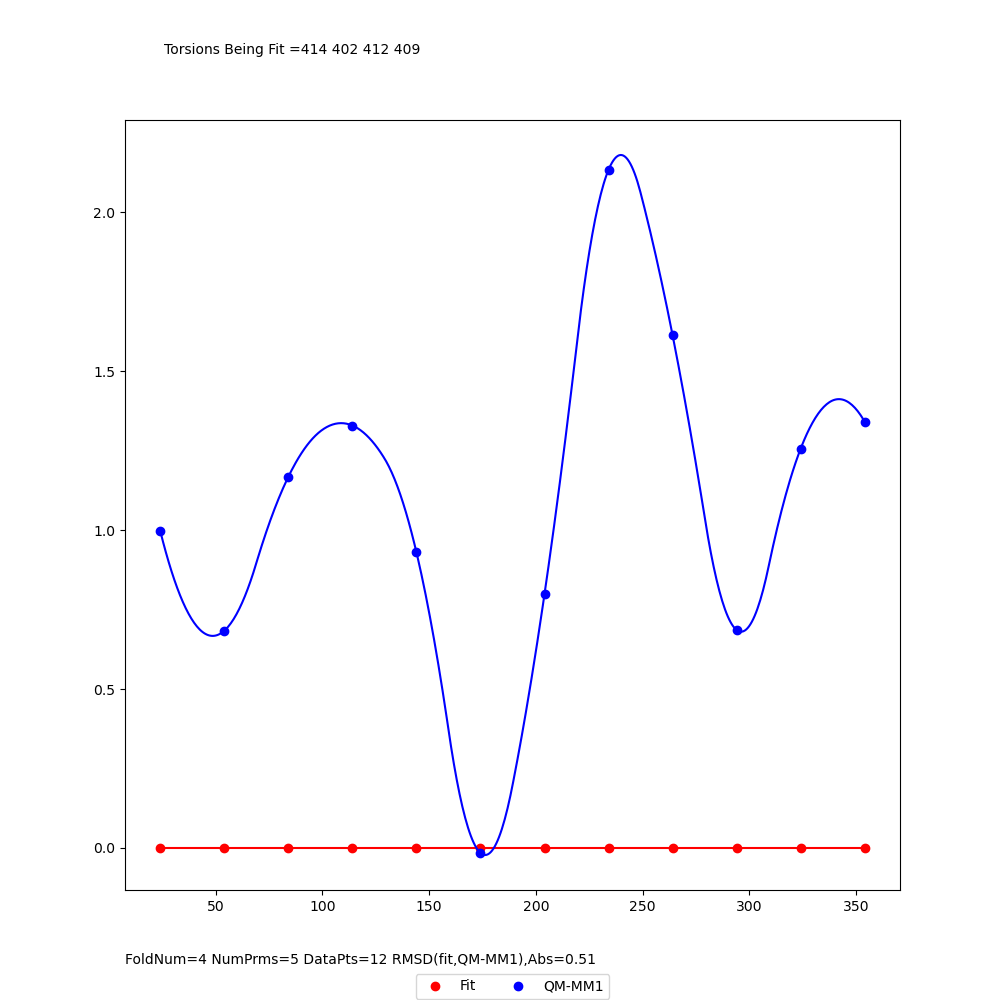 Torsions Being Fit =414 402 412 409
2.0
1.5
1.0
0.5
0.0
50 100 150 200 250 300 350
FoldNum=4 NumPrms=5 DataPts=12 RMSD(fit,QM-MM1),Abs=0.51
Fit QM-MM1